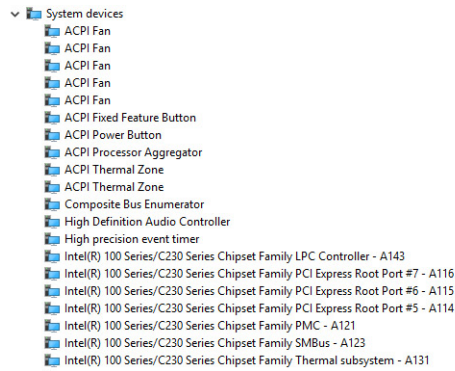 System devices
ACPI Fan
ACPI Fan
ACPI Fan
ACPI Fan
ACPI Fan
ACPI Fixed Feature Button
ACPI Power Button
ACPI Processor Aggregator
ACPI Thermal Zone
ACPI Thermal Zone
Composite Bus Enumerator
High Definition Audio Controller
High precision event timer
Intel(R) 100 Series/C230 Series Chipset Family LPC Controller - A143
Intel(R) 100 Series/C230 Series Chipset Family PCI Express Root Port #7 - A116
Intel(R) 100 Series/C230 Series Chipset Family PCI Express Root Port #6 - A115
Intel(R) 100 Series/C230 Series Chipset Family PCI Express Root Port #5 - A114
Intel(R) 100 Series/C230 Series Chipset Family PMC - A121
Intel(R) 100 Series/C230 Series Chipset Family SMBus - A123
Intel(R) 100 Series/C230 Series Chipset Family Thermal subsystem - A131